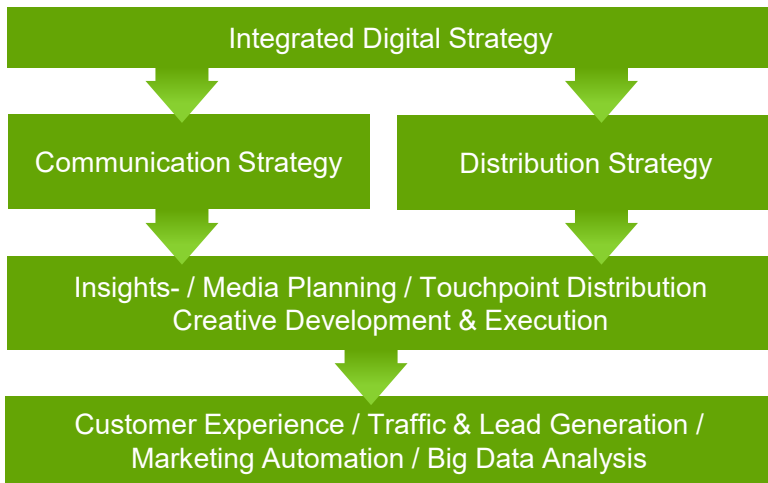 Integrated Digital Strategy
Communication Strategy
Distribution Strategy
Insights- / Media Planning / Touchpoint Distribution
Creative Development & Execution
Customer Experience / Traffic & Lead Generation /
Marketing Automation / Big Data Analysis